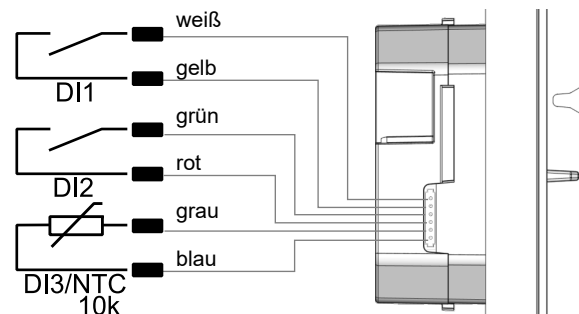 weiß
gelb
DI1
grün
rot
DI2
grau
blau
DI3/NTC
10k